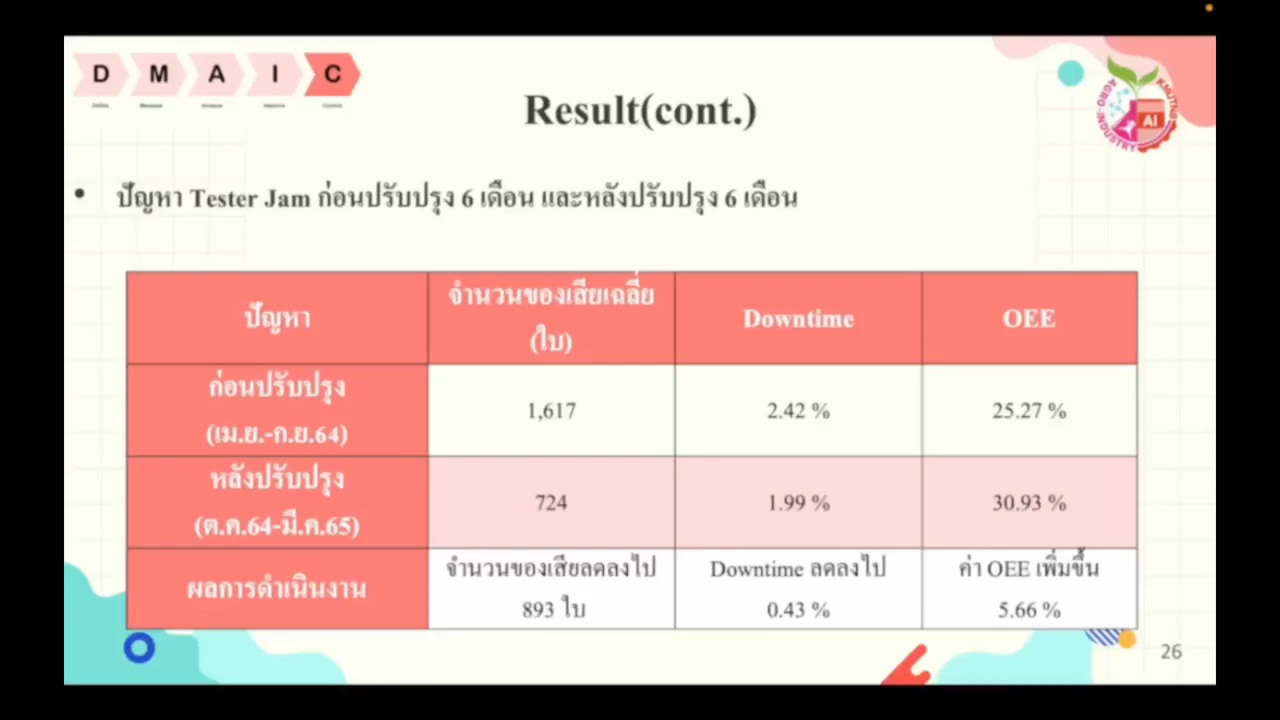 D M A I C
Result(cont.)
AGRO-INDUSTRY
AI
• ปัญหา Tester Jam ก่อนปรับปรุง 6 เดือน และหลังปรับปรุง 6 เดือน
ปัญหา
จำนวนของเสียเฉลี่ย
(ใบ)
Downtime
OEE
ก่อนปรับปรุง
(เม.ย.-ก.ย.64)
1,617
2.42 %
25.27 %
หลังปรับปรุง
(ต.ค.64-มี.ค.65)
724
1.99 %
30.93 %
ผลการดำเนินงาน
จำนวนของเสียลดลงไป
893 ใบ
Downtime ลดลงไป
0.43 %
ค่า OEE เพิ่มขึ้น
5.66 %
26